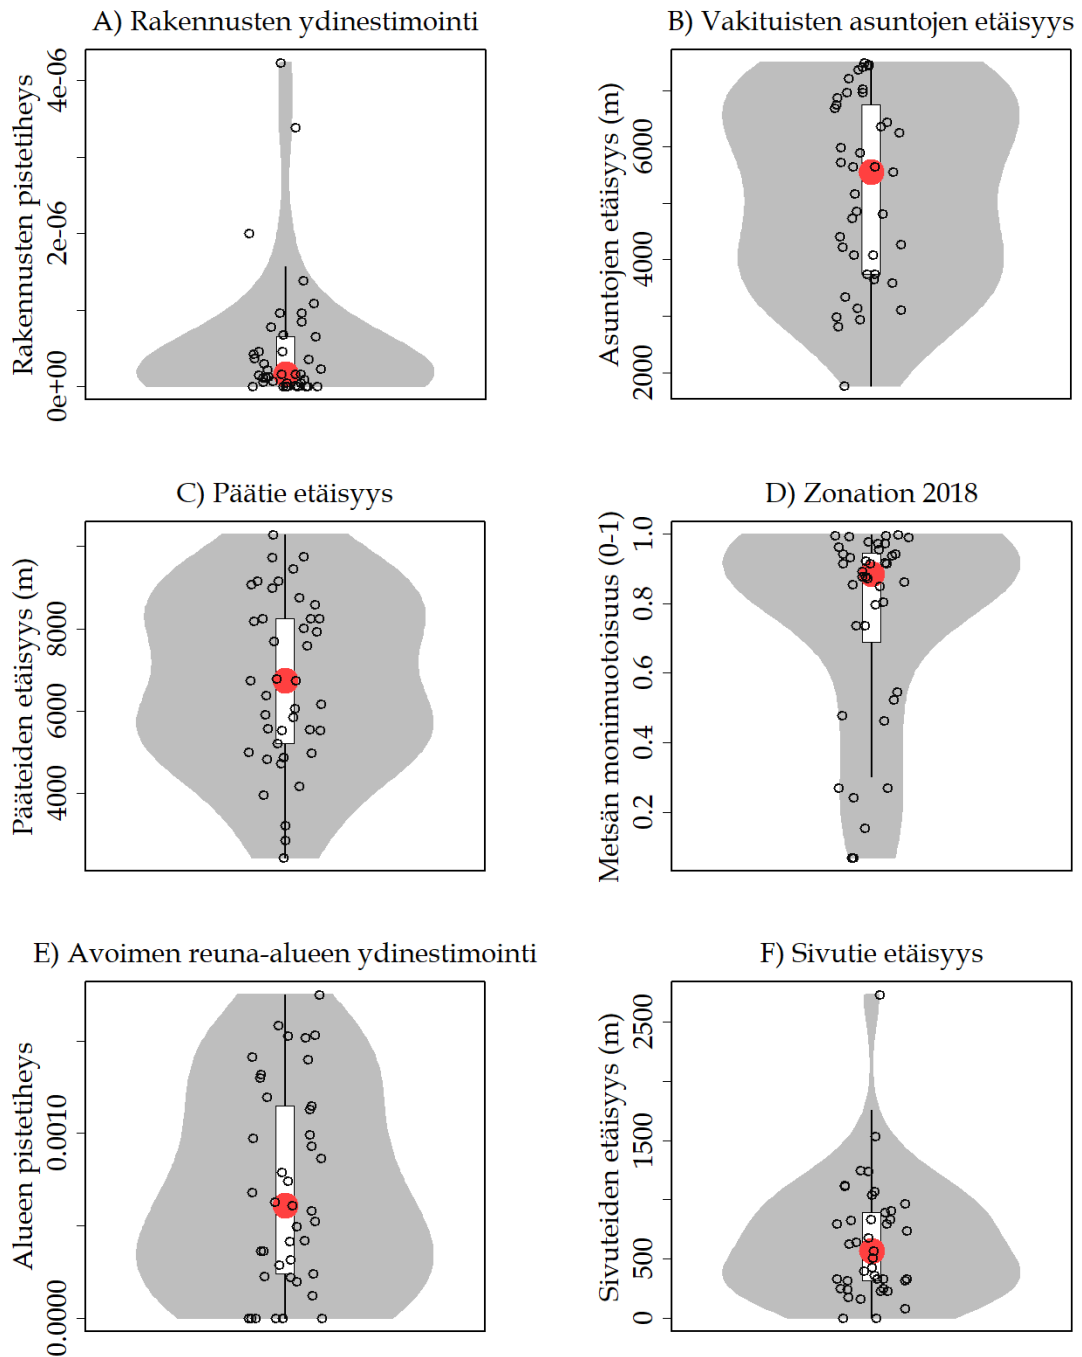 A) Rakennusten ydinestimointi
Rakennusten pistetiheys
4e-06
2e-06
0e+00
B) Vakituisten asuntojen etäisyys
Asuntojen etäisyys (m)
6000
4000
2000
C) Päätie etäisyys
Pääteiden etäisyys (m)
8000
6000
4000
D) Zonation 2018
Metsän monimuotoisuus (0-1)
1.0
0.8
0.6
0.4
0.2
E) Avoimen reuna-alueen ydinestimointi
Alueen pistetiheys
0.0010
0.0000
F) Sivutie etäisyys
Sivuteiden etäisyys (m)
2500
1500
500
0